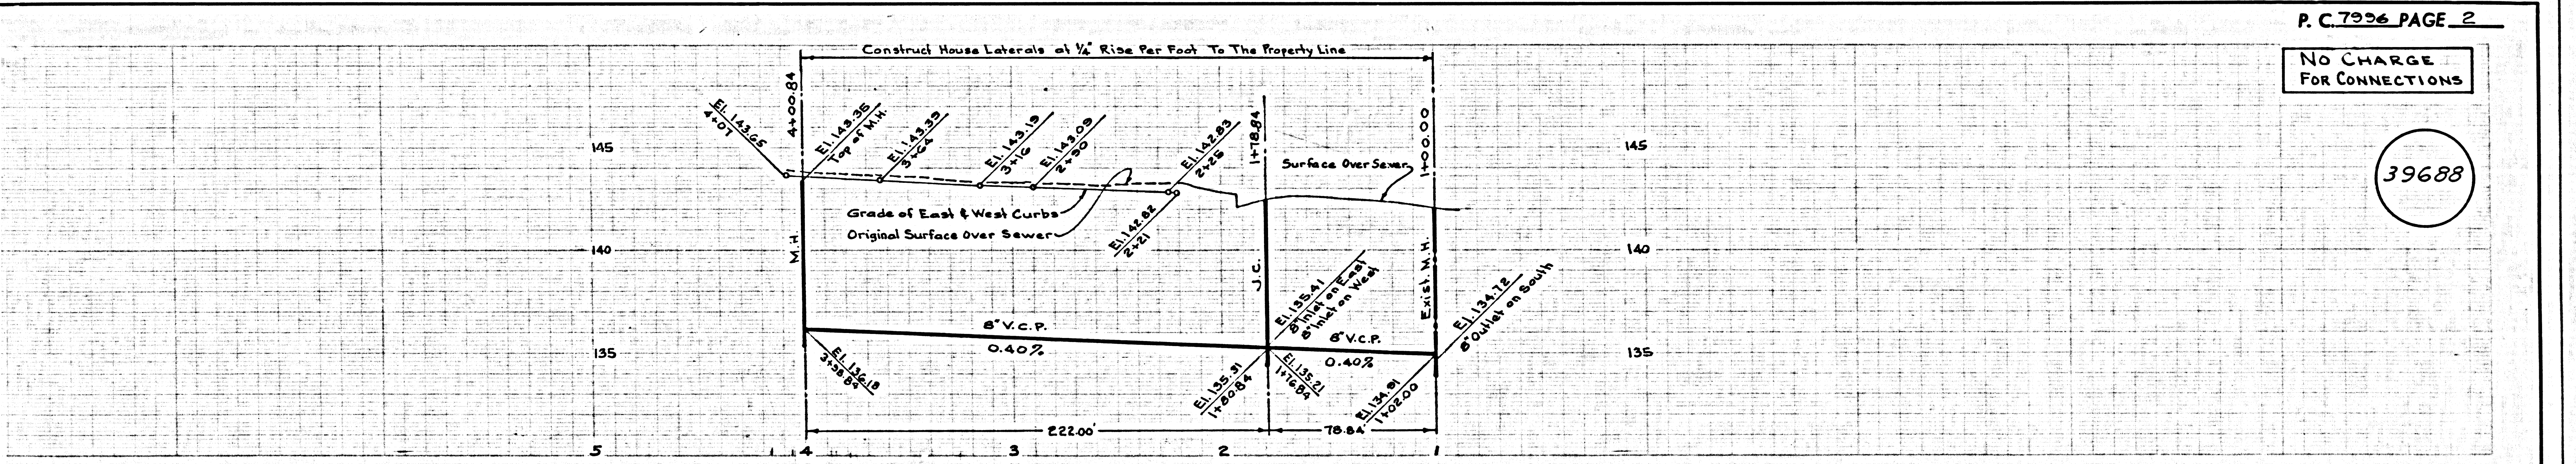 P. C. 7996 PAGE 2
NO CHARGE
FOR CONNECTIONS
39688
Construct House Laterals at 1/4" Rise Per Foot To The Property Line
4+00.84
El. 143.65
4+07
El. 143.35
Top of M.H.
El. 143.39
3+64
El. 143.19
3+16
El. 143.09
2+90
El. 142.83
2+26
1+78.84
Surface Over Sewer
1+00.00
145
145
Grade of East & West Curbs
Original Surface Over Sewer
El. 142.82
2+21
M.H.
J.C.
Exist. M.H.
140
140
El. 135.41
8" Inlet on East
8" Inlet on West
El. 134.72
8" Outlet on South
8" V.C.P.
0.40%
8" V.C.P.
0.40%
135
135
El. 136.18
3+98.84
El. 135.31
1+80.84
El. 135.21
1+76.84
El. 134.91
1+02.00
222.00'
78.84'
5
4
3
2
1